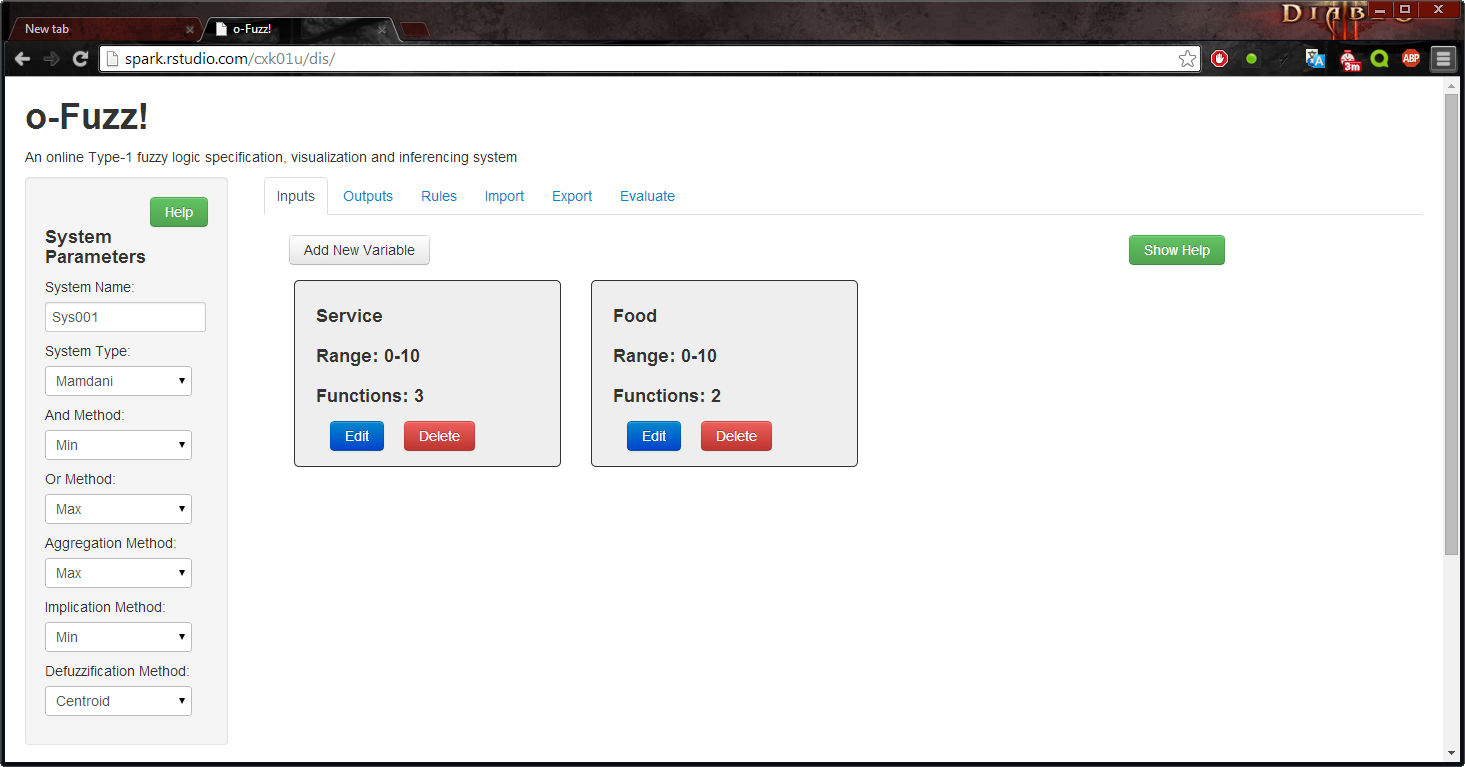 New tab
o-Fuzz!
DIABLO
spark.rstudio.com/cxk01u/dis/
3m
ABP
o-Fuzz!
An online Type-1 fuzzy logic specification, visualization and inferencing system
Help
System
Parameters
System Name:
Sys001
System Type:
Mamdani
And Method:
Min
Or Method:
Max
Aggregation Method:
Max
Implication Method:
Min
Defuzzification Method:
Centroid
Inputs
Outputs
Rules
Import
Export
Evaluate
Add New Variable
Show Help
Service
Range: 0-10
Functions: 3
Edit
Delete
Food
Range: 0-10
Functions: 2
Edit
Delete